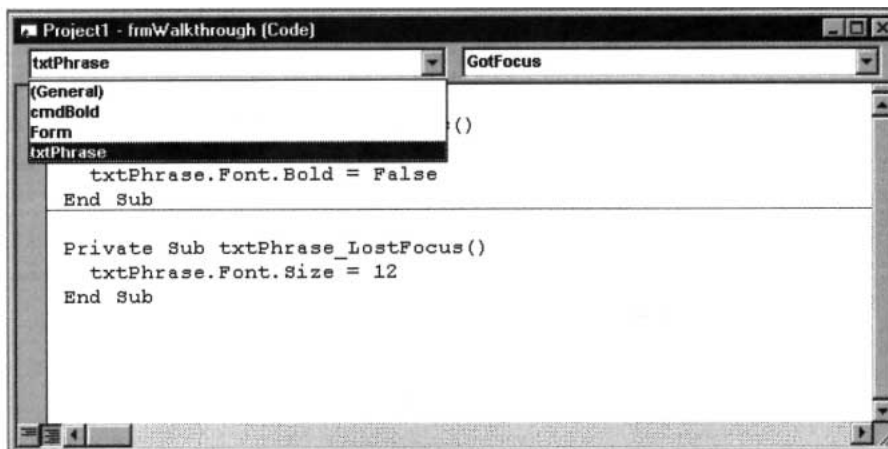 Project1 - frmWalkthrough (Code)
txtPhrase GotFocus
(General)
cmdBold
Form
txtPhrase
()
txtPhrase.Font.Bold = False
End Sub
Private Sub txtPhrase_LostFocus()
txtPhrase.Font.Size = 12
End Sub